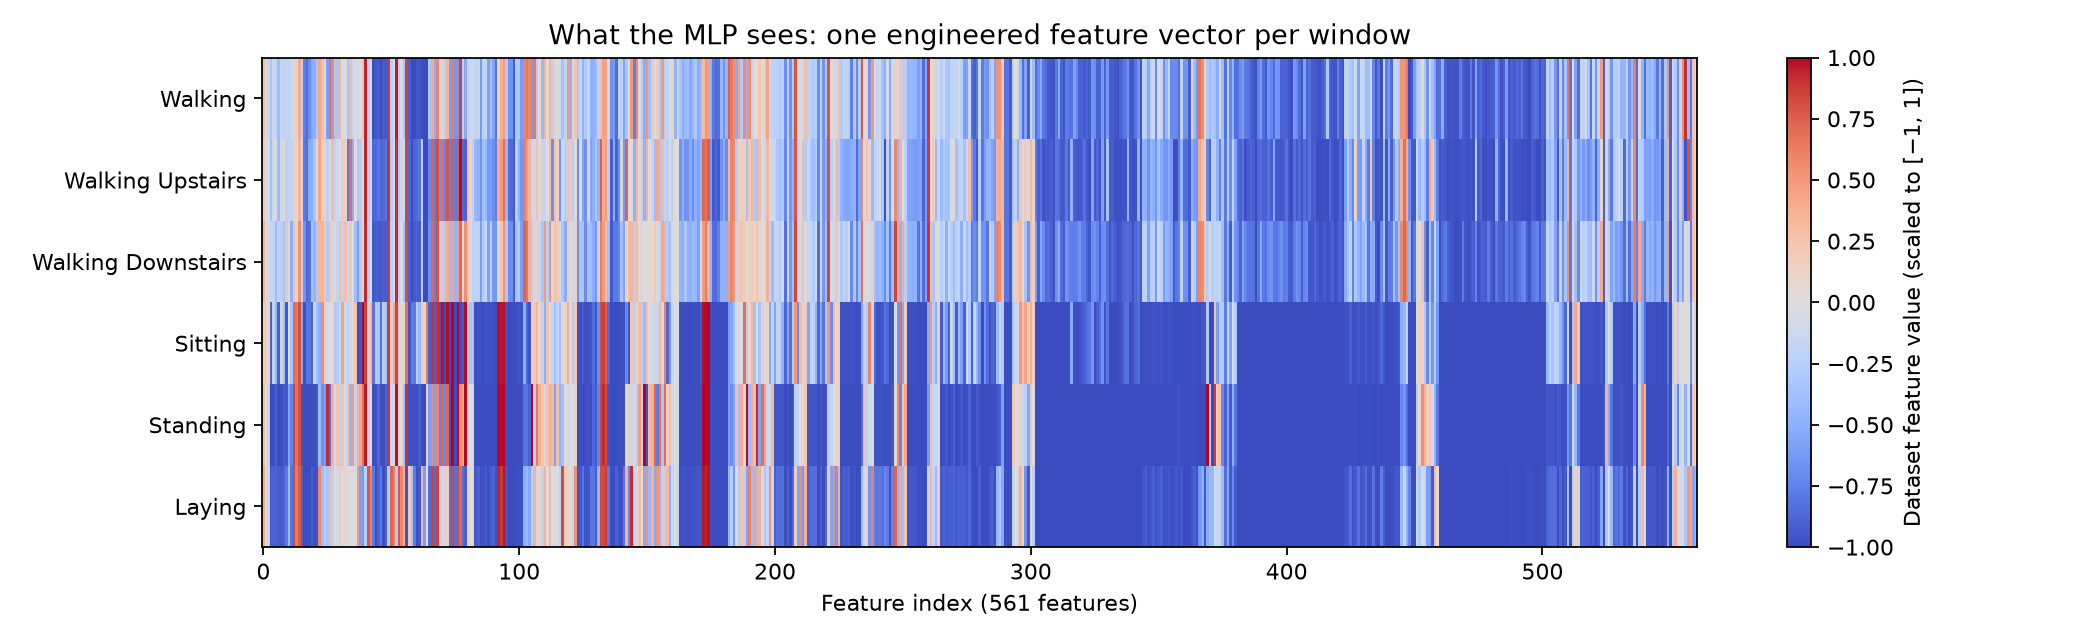 What the MLP sees: one engineered feature vector per window
Walking
Walking Upstairs
Walking Downstairs
Sitting
Standing
Laying
0 100 200 300 400 500
Feature index (561 features)
1.00
0.75
0.50
0.25
0.00
−0.25
−0.50
−0.75
−1.00
Dataset feature value (scaled to [−1, 1])